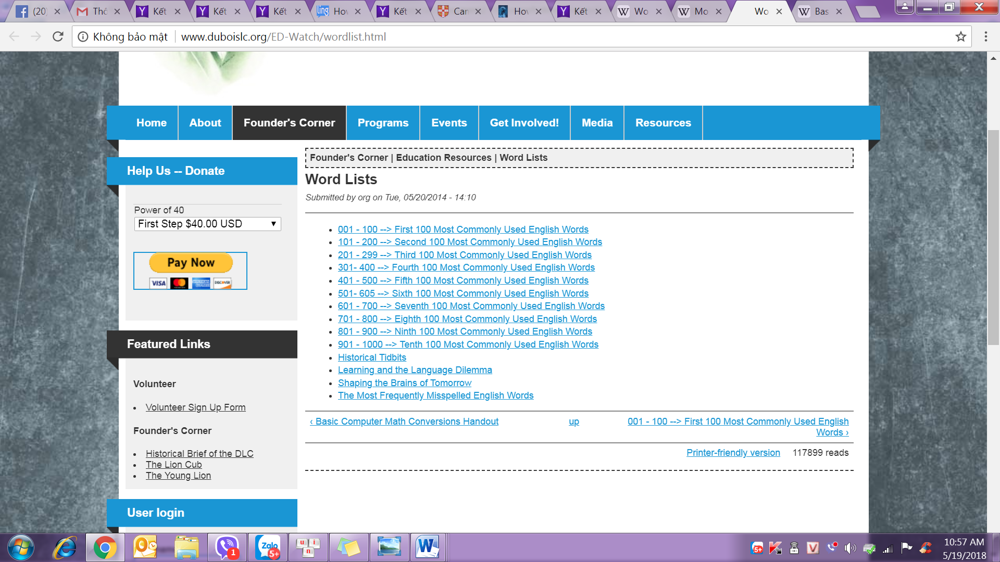 (20)
Thô
Kết
Kết
Kết
ling
Hov
Kết
Can
Hov
Kết
Wo
Mo
Wo
Bas
Không bảo mật
www.duboislc.org/ED-Watch/wordlist.html
Home
About
Founder's Corner
Programs
Events
Get Involved!
Media
Resources
Help Us -- Donate
Power of 40
First Step $40.00 USD
Pay Now
VISA
DISCOVER
Featured Links
Volunteer
Volunteer Sign Up Form
Founder's Corner
Historical Brief of the DLC
The Lion Cub
The Young Lion
User login
Founder's Corner | Education Resources | Word Lists
Word Lists
Submitted by org on Tue, 05/20/2014 - 14:10
001 - 100 --> First 100 Most Commonly Used English Words
101 - 200 --> Second 100 Most Commonly Used English Words
201 - 299 --> Third 100 Most Commonly Used English Words
301- 400 --> Fourth 100 Most Commonly Used English Words
401 - 500 --> Fifth 100 Most Commonly Used English Words
501- 605 --> Sixth 100 Most Commonly Used English Words
601 - 700 --> Seventh 100 Most Commonly Used English Words
701 - 800 --> Eighth 100 Most Commonly Used English Words
801 - 900 --> Ninth 100 Most Commonly Used English Words
901 - 1000 --> Tenth 100 Most Commonly Used English Words
Historical Tidbits
Learning and the Language Dilemma
Shaping the Brains of Tomorrow
The Most Frequently Misspelled English Words
‹ Basic Computer Math Conversions Handout
up
001 - 100 --> First 100 Most Commonly Used English
Words ›
Printer-friendly version
117899 reads
1
Zalo
5+
u i
n
5+
10:57 AM
5/19/2018